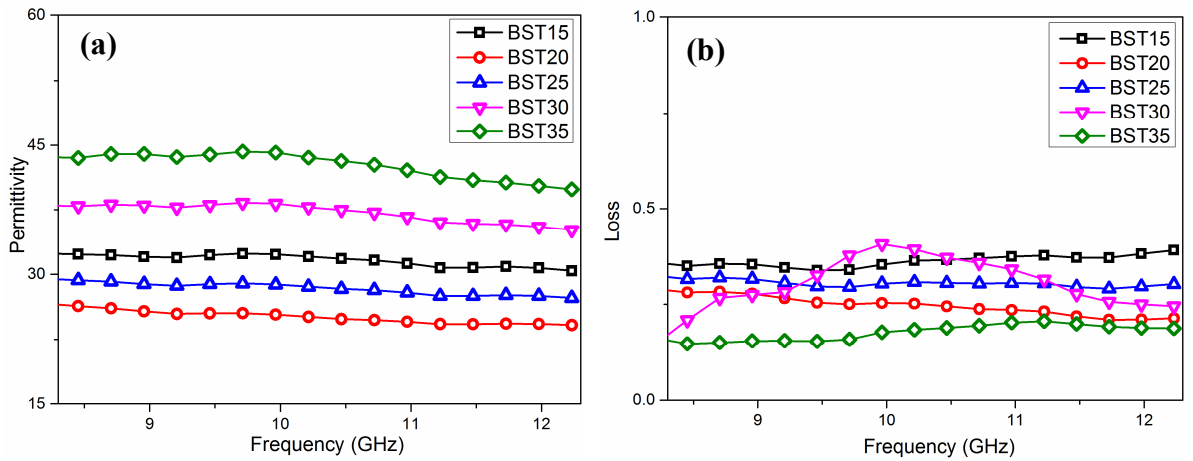 (a)
60
45
30
15
Permittivity
9
10
11
12
Frequency (GHz)
BST15
BST20
BST25
BST30
BST35
(b)
1.0
0.5
0.0
Loss
9
10
11
12
Frequency (GHz)
BST15
BST20
BST25
BST30
BST35